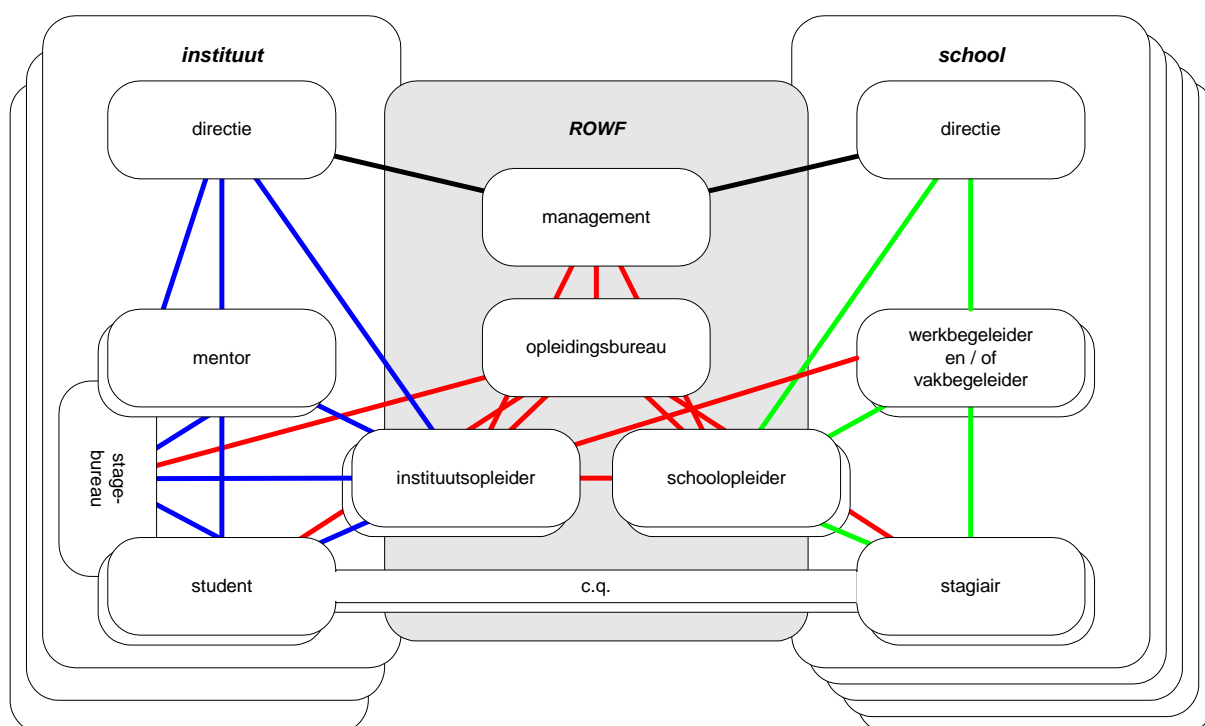 instituut
school
directie
ROWF
directie
management
mentor
opleidingsbureau
werkbegeleider
en / of
vakbegeleider
stage-
bureau
instituutsopleider
schoolopleider
student
c.q.
stagiair